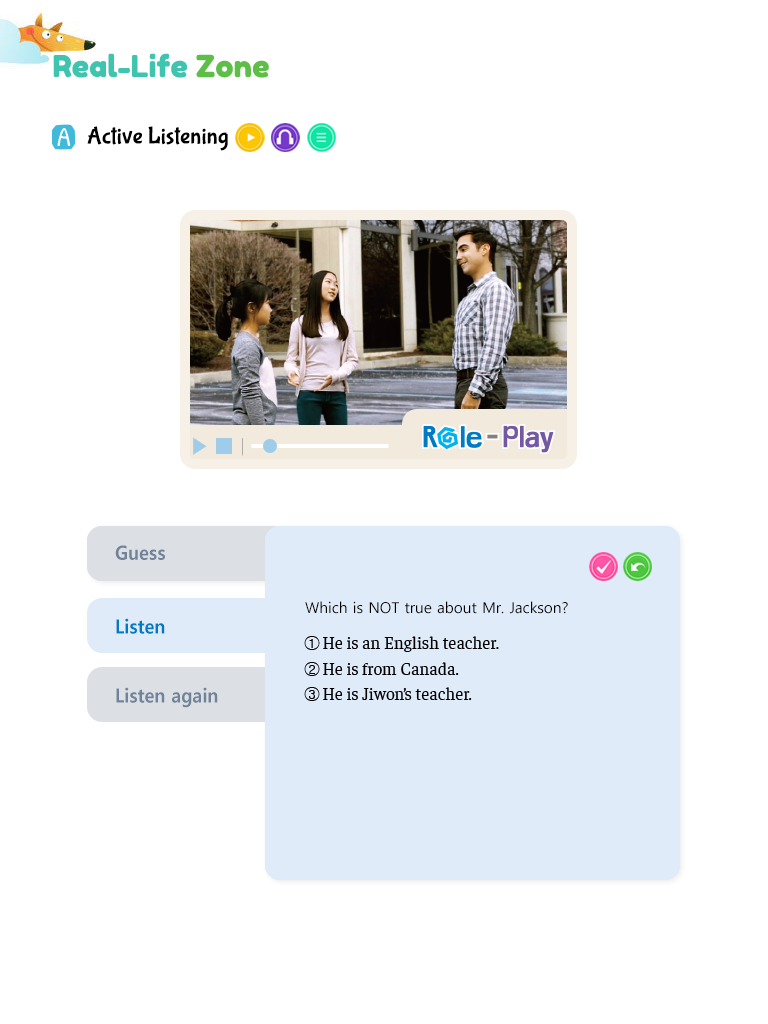 Real-Life Zone
A Active Listening
Role-Play
Guess
Listen
Listen again
Which is NOT true about Mr. Jackson?
① He is an English teacher.
② He is from Canada.
③ He is Jiwon's teacher.